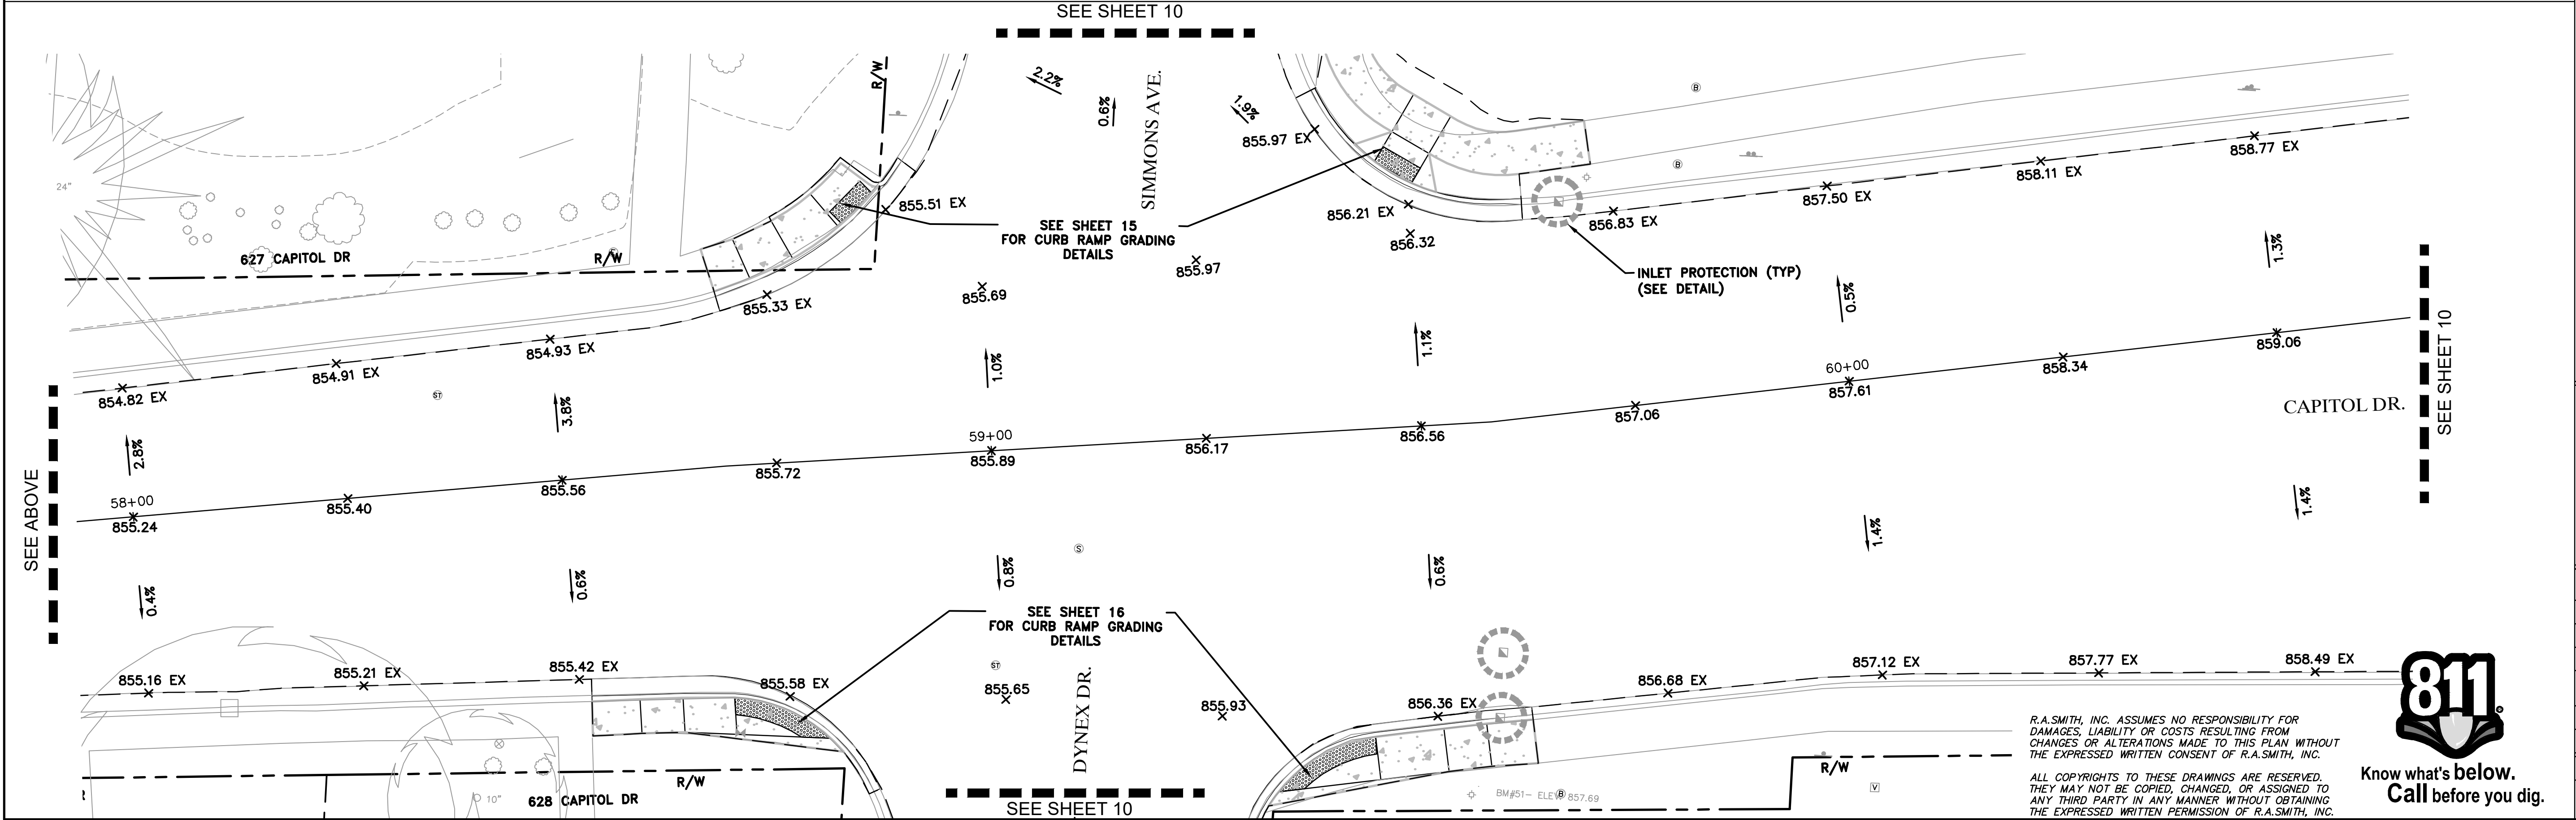 SEE SHEET 10
2.2%
0.6%
SIMMONS AVE.
1.9%
855.97 EX
R/W
24"
855.51 EX
SEE SHEET 15
FOR CURB RAMP GRADING
DETAILS
856.21 EX
856.32
856.83 EX
857.50 EX
858.11 EX
858.77 EX
B
B
627 CAPITOL DR
R/W
855.33 EX
855.69
855.97
INLET PROTECTION (TYP)
(SEE DETAIL)
0.5%
1.3%
854.82 EX
854.91 EX
854.93 EX
ST
2.8%
3.8%
1.0%
1.1%
58+00
855.24
855.40
855.56
855.72
59+00
855.89
856.17
856.56
857.06
60+00
857.61
858.34
859.06
CAPITOL DR.
SEE SHEET 10
SEE ABOVE
0.4%
0.6%
0.8%
S
0.6%
1.4%
1.4%
SEE SHEET 16
FOR CURB RAMP GRADING
DETAILS
855.16 EX
855.21 EX
855.42 EX
855.58 EX
ST
855.65
DYNEX DR.
855.93
856.36 EX
856.68 EX
857.12 EX
857.77 EX
858.49 EX
R/W
10"
628 CAPITOL DR
SEE SHEET 10
BM#51- ELEV 857.69
B
R/W
V
R.A.SMITH, INC. ASSUMES NO RESPONSIBILITY FOR
DAMAGES, LIABILITY OR COSTS RESULTING FROM
CHANGES OR ALTERATIONS MADE TO THIS PLAN WITHOUT
THE EXPRESSED WRITTEN CONSENT OF R.A.SMITH, INC.
ALL COPYRIGHTS TO THESE DRAWINGS ARE RESERVED.
THEY MAY NOT BE COPIED, CHANGED, OR ASSIGNED TO
ANY THIRD PARTY IN ANY MANNER WITHOUT OBTAINING
THE EXPRESSED WRITTEN PERMISSION OF R.A.SMITH, INC.
811
Know what's below.
Call before you dig.